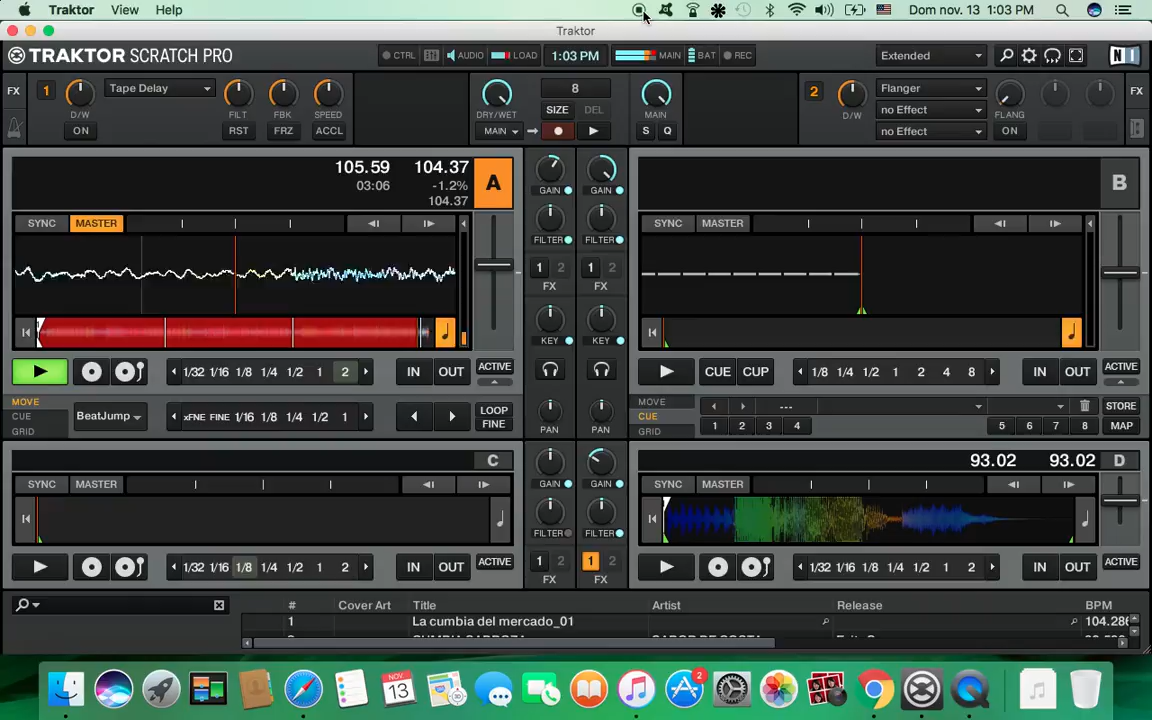 Traktor View Help Dom nov. 13 1:03 PM
Traktor
TRAKTOR SCRATCH PRO CTRL AUDIO LOAD 1:03 PM MAIN BAT REC Extended NI
FX 1 D/W ON Tape Delay FILT RST FBK FRZ SPEED ACCL
DRY/WET MAIN 8 SIZE DEL MAIN S Q
2 D/W Flanger no Effect no Effect FLANG ON FX
105.59 104.37 A
03:06 -1.2%
104.37
SYNC MASTER
GAIN GAIN
FILTER FILTER
1 2 1 2
FX FX
KEY KEY
PAN PAN
B
SYNC MASTER
1/32 1/16 1/8 1/4 1/2 1 2 IN OUT ACTIVE
MOVE
CUE
GRID
BeatJump xFNE FINE 1/16 1/8 1/4 1/2 1 LOOP
FINE
CUE CUP 1/8 1/4 1/2 1 2 4 8 IN OUT ACTIVE
MOVE
CUE
GRID
--- STORE
1 2 3 4 5 6 7 8 MAP
C
SYNC MASTER
1/32 1/16 1/8 1/4 1/2 1 2 IN OUT ACTIVE
GAIN GAIN
FILTER FILTER
1 2 1 2
FX FX
93.02 93.02 D
SYNC MASTER
1/32 1/16 1/8 1/4 1/2 1 2 IN OUT ACTIVE
# Cover Art Title Artist Release BPM
1 La cumbia del mercado_01 104.286
NOV
13
2